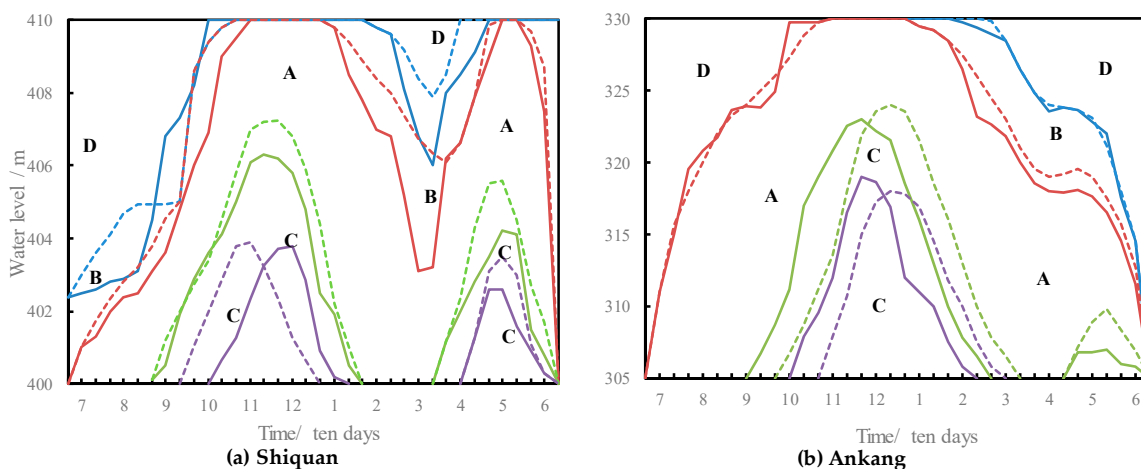 410
408
406
404
402
400
Water level / m
D
B
A
C
C
D
B
A
C
C
7 8 9 10 11 12 1 2 3 4 5 6
Time/ ten days
(a) Shiquan
330
325
320
315
310
305
D
A
C
C
D
B
A
7 8 9 10 11 12 1 2 3 4 5 6
Time/ ten days
(b) Ankang